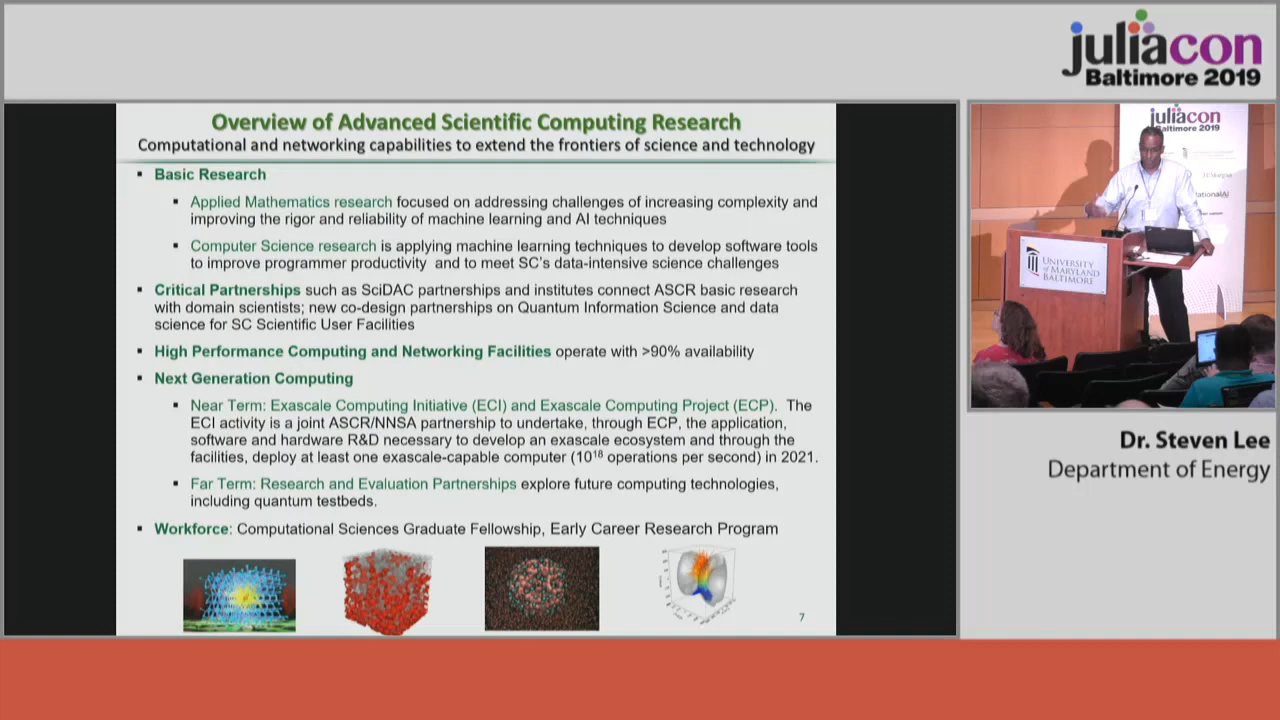 juliacon
Baltimore 2019
Overview of Advanced Scientific Computing Research
Computational and networking capabilities to extend the frontiers of science and technology
▪ Basic Research
▪ Applied Mathematics research focused on addressing challenges of increasing complexity and
improving the rigor and reliability of machine learning and AI techniques
▪ Computer Science research is applying machine learning techniques to develop software tools
to improve programmer productivity and to meet SC's data-intensive science challenges
▪ Critical Partnerships such as SciDAC partnerships and institutes connect ASCR basic research
with domain scientists; new co-design partnerships on Quantum Information Science and data
science for SC Scientific User Facilities
▪ High Performance Computing and Networking Facilities operate with >90% availability
▪ Next Generation Computing
▪ Near Term: Exascale Computing Initiative (ECI) and Exascale Computing Project (ECP). The
ECI activity is a joint ASCR/NNSA partnership to undertake, through ECP, the application,
software and hardware R&D necessary to develop an exascale ecosystem and through the
facilities, deploy at least one exascale-capable computer (10¹⁸ operations per second) in 2021.
▪ Far Term: Research and Evaluation Partnerships explore future computing technologies,
including quantum testbeds.
▪ Workforce: Computational Sciences Graduate Fellowship, Early Career Research Program
7
juliacon
Baltimore 2019
UNIVERSITY
of MARYLAND
BALTIMORE
Dr. Steven Lee
Department of Energy